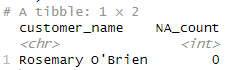 # A tibble: 1 × 2
customer_name NA_count
<chr> <int>
1 Rosemary O'Brien 0